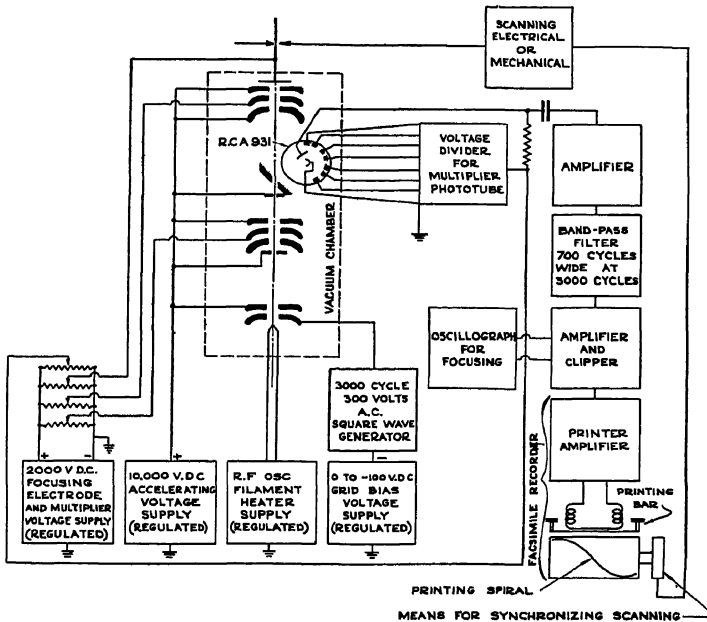 SCANNING
ELECTRICAL
OR
MECHANICAL
R.C.A 931
VOLTAGE
DIVIDER
FOR
MULTIPLIER
PHOTOTUBE
AMPLIFIER
VACUUM CHAMBER
BAND-PASS
FILTER
700 CYCLES
WIDE AT
3000 CYCLES
OSCILLOGRAPH
FOR
FOCUSING
AMPLIFIER
AND
CLIPPER
3000 CYCLE
300 VOLTS
A.C.
SQUARE WAVE
GENERATOR
PRINTER
AMPLIFIER
FACSIMILE RECORDER
+ -
2000 V D.C.
FOCUSING
ELECTRODE
AND MULTIPLIER
VOLTAGE SUPPLY
(REGULATED)
+
10,000 V.D C
ACCELERATING
VOLTAGE
SUPPLY
(REGULATED)
R.F OSC
FILAMENT
HEATER
SUPPLY
(REGULATED)
-
0 TO -100 V.DC
GRID BIAS
VOLTAGE
SUPPLY
(REGULATED)
PRINTING
BAR
PRINTING SPIRAL
MEANS FOR SYNCHRONIZING SCANNING